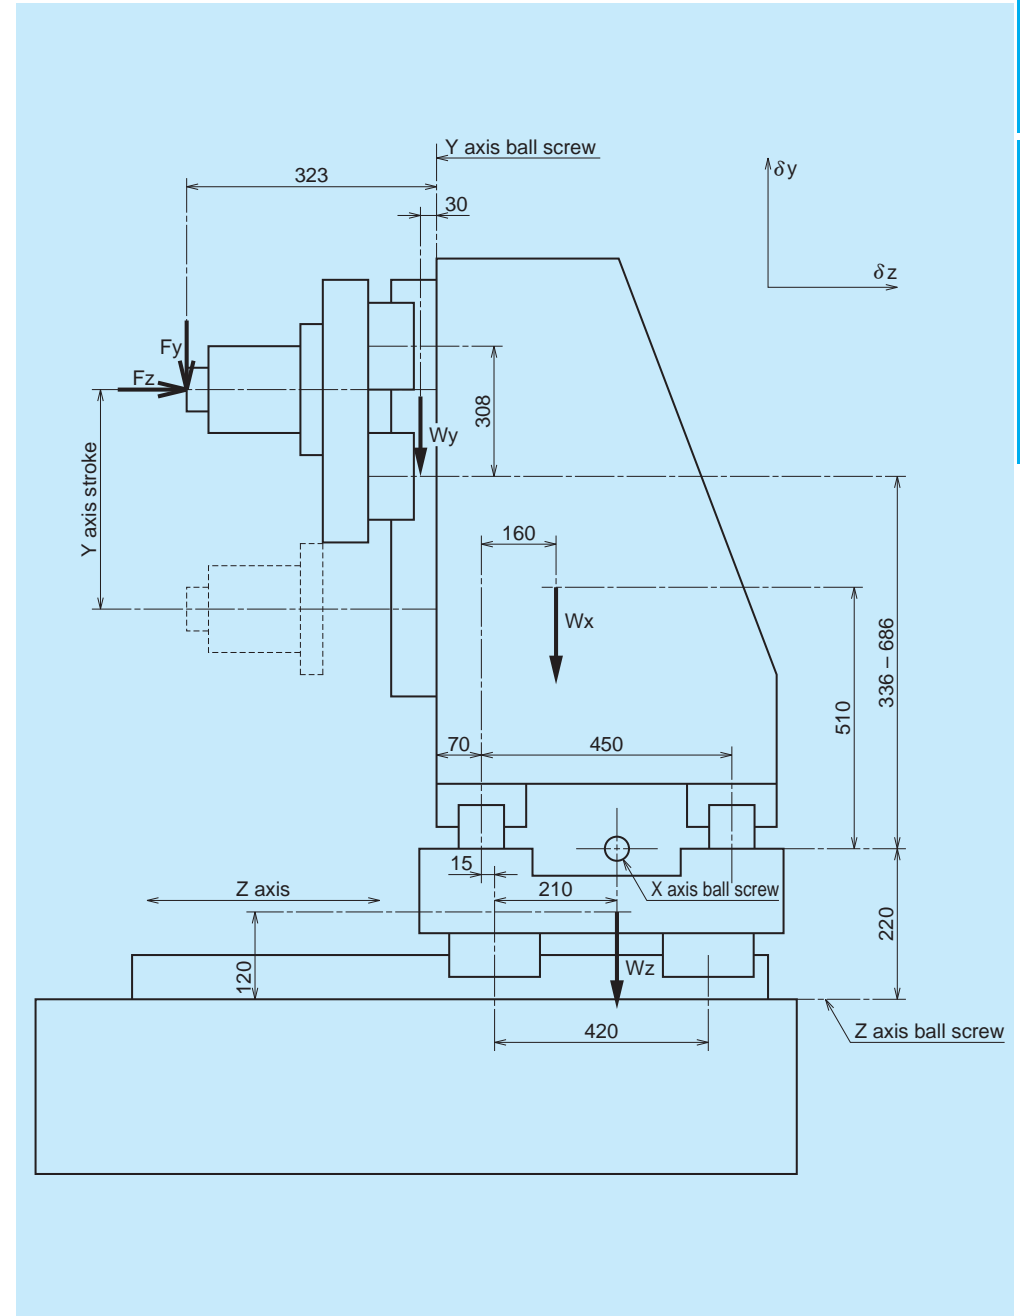 Y axis ball screw
323
δy
30
δz
Fy
Fz
308
Wy
Y axis stroke
160
Wx
336 – 686
510
70
450
15
X axis ball screw
Z axis
210
220
120
Wz
420
Z axis ball screw